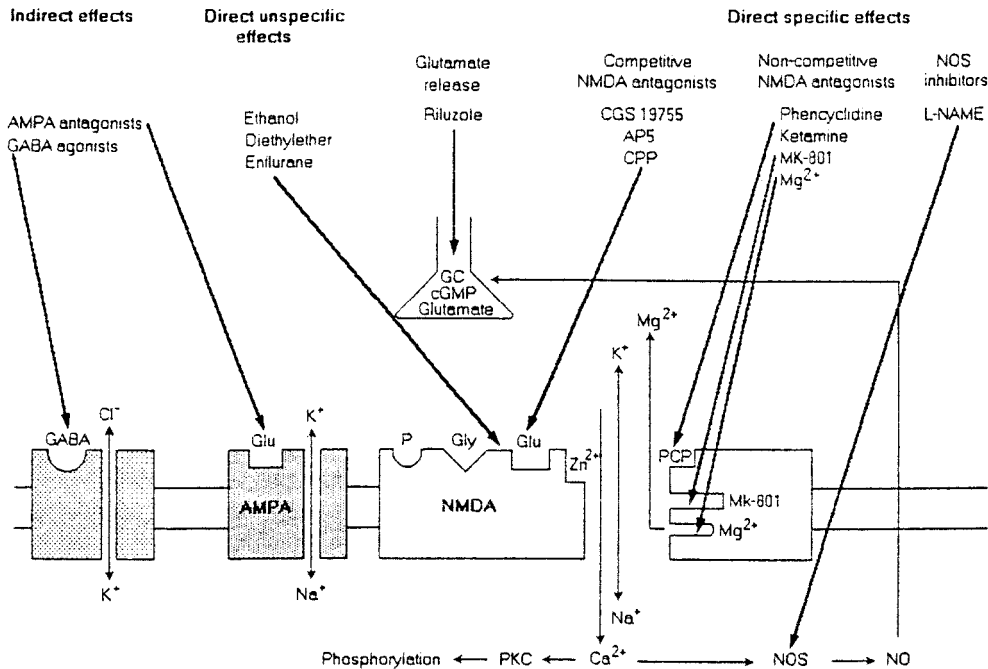 Indirect effects
Direct unspecific
effects
Direct specific effects
Glutamate
release
Riluzole
Competitive
NMDA antagonists
CGS 19755
AP5
CPP
Non-competitive
NMDA antagonists
Phencyclidine
Ketamine
MK-801
Mg²⁺
NOS
inhibitors
L-NAME
AMPA antagonists
GABA agonists
Ethanol
Diethylether
Enflurane
GC
cGMP
Glutamate
Mg²⁺
K⁺
Cl⁻
K⁺
GABA
Glu
P
Gly
Glu
Zn²⁺
PCP
AMPA
NMDA
Mk-801
Mg²⁺
K⁺
Na⁺
Na⁺
Phosphorylation
PKC
Ca²⁺
NOS
NO